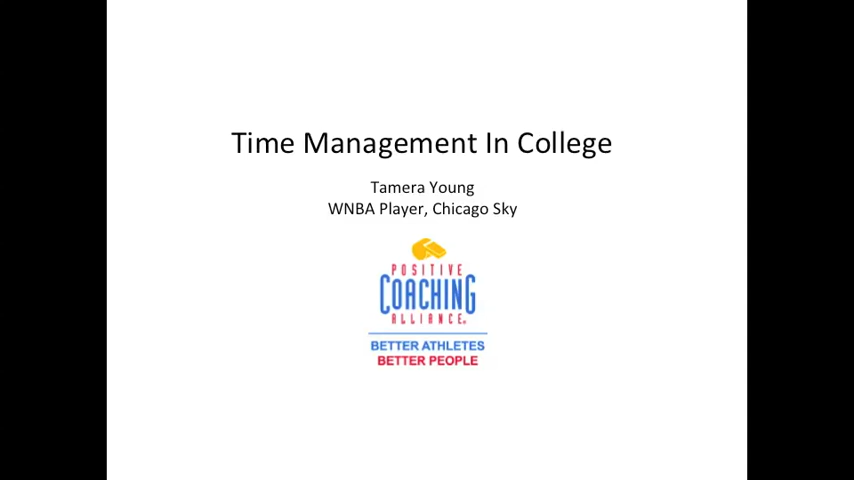 Time Management In College
Tamera Young
WNBA Player, Chicago Sky
POSITIVE
COACHING
ALLIANCE®
BETTER ATHLETES
BETTER PEOPLE